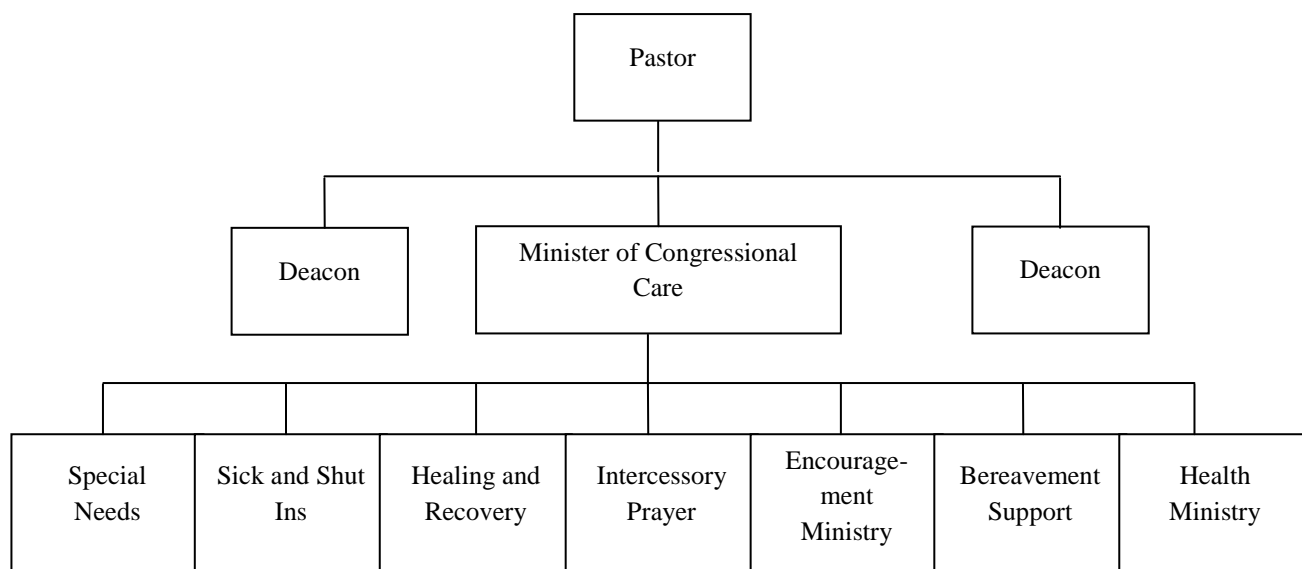 Pastor
Deacon
Minister of Congressional
Care
Deacon
Special
Needs
Sick and Shut
Ins
Healing and
Recovery
Intercessory
Prayer
Encourage-
ment
Ministry
Bereavement
Support
Health
Ministry